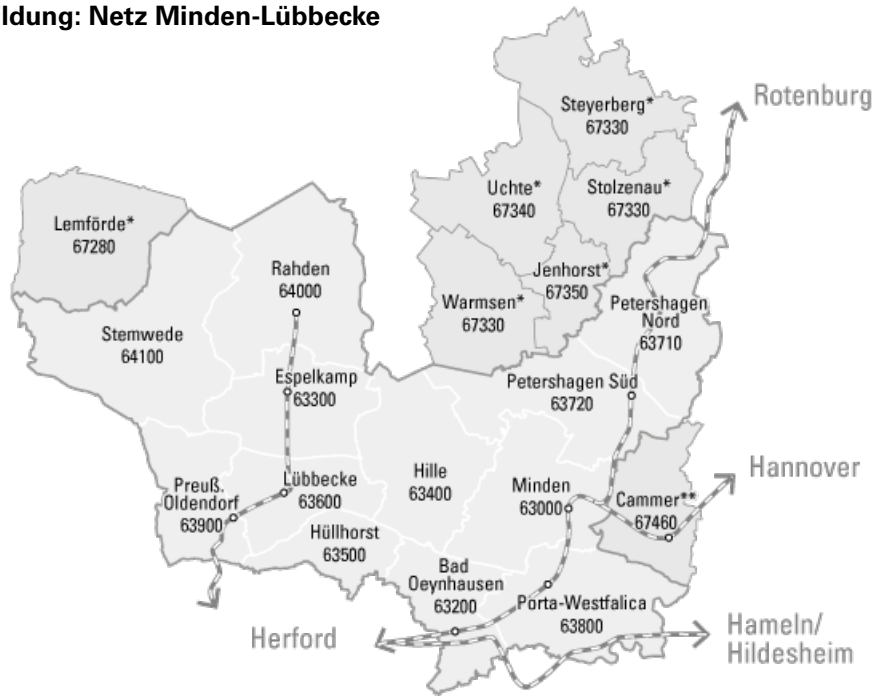 ldung: Netz Minden-Lübbecke
Steyerberg*
67330
Rotenburg
Uchte*
67340
Stolzenau*
67330
Lemförde*
67280
Jenhorst*
67350
Rahden
64000
Warmsen*
67330
Petershagen
Nord
63710
Stemwede
64100
Espelkamp
63300
Petershagen Süd
63720
Hannover
Preuß.
Oldendorf
63900
Lübbecke
63600
Hille
63400
Minden
63000
Cammer**
67460
Hüllhorst
63500
Bad
Oeynhausen
63200
Porta-Westfalica
63800
Herford
Hameln/
Hildesheim